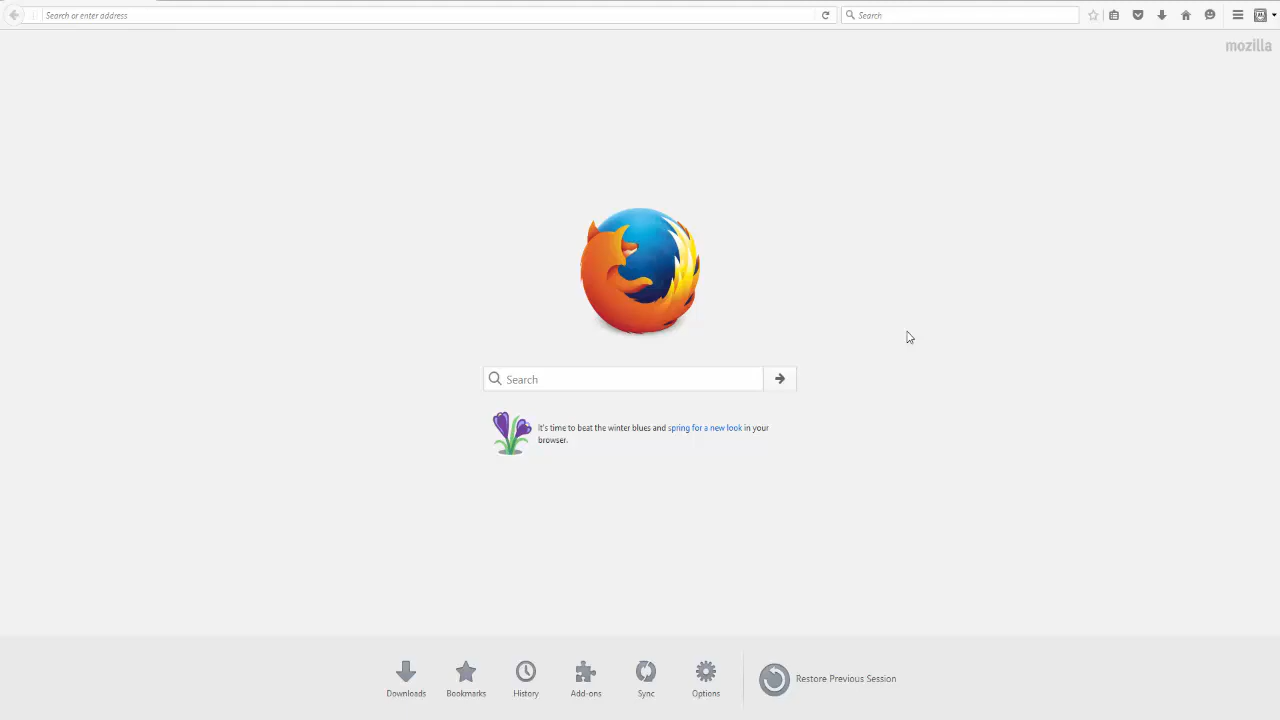 Search or enter address
Search
mozilla
Search
It's time to beat the winter blues and spring for a new look in your
browser.
Downloads
Bookmarks
History
Add-ons
Sync
Options
Restore Previous Session